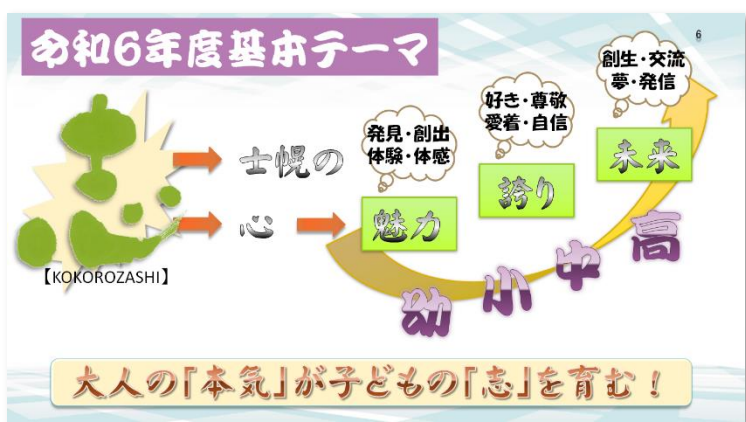 令和6年度基本テーマ
6
志
【KOKOROZASHI】
士幌の
心
発見・創出
体験・体感
魅力
好き・尊敬
愛着・自信
誇り
創生・交流
夢・発信
未来
幼 小 中 高
大人の「本気」が子どもの「志」を育む!